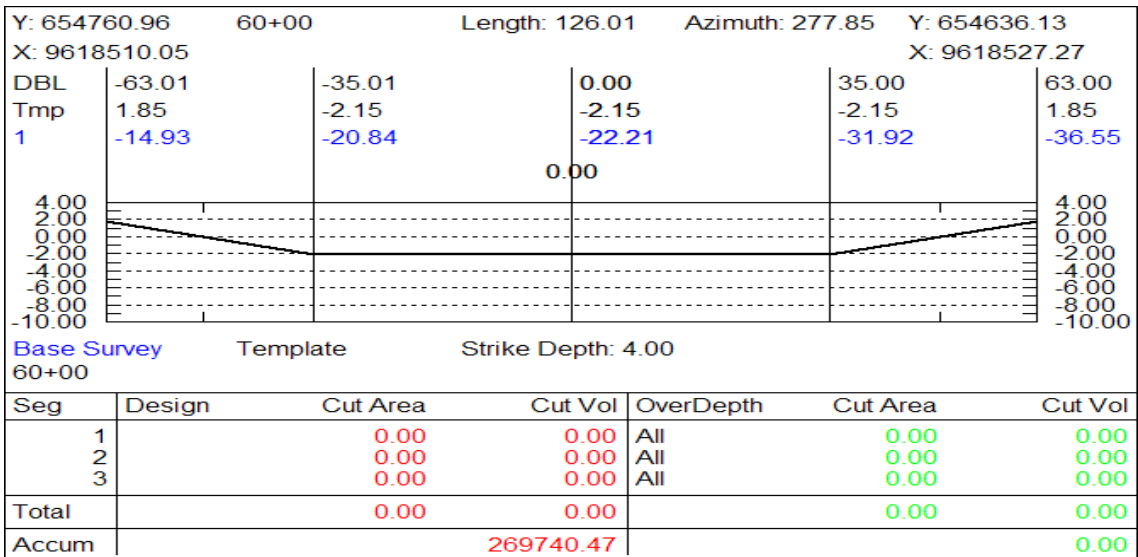 Y: 654760.96 60+00 Length: 126.01 Azimuth: 277.85 Y: 654636.13
X: 9618510.05 X: 9618527.27
DBL -63.01 -35.01 0.00 35.00 63.00
Tmp 1.85 -2.15 -2.15 -2.15 1.85
1 -14.93 -20.84 -22.21 -31.92 -36.55
0.00
4.00 4.00
2.00 2.00
0.00 0.00
-2.00 -2.00
-4.00 -4.00
-6.00 -6.00
-8.00 -8.00
-10.00 -10.00
Base Survey Template Strike Depth: 4.00
60+00
Seg Design Cut Area Cut Vol OverDepth Cut Area Cut Vol
1 0.00 0.00 All 0.00 0.00
2 0.00 0.00 All 0.00 0.00
3 0.00 0.00 All 0.00 0.00
Total 0.00 0.00 0.00 0.00
Accum 269740.47 0.00